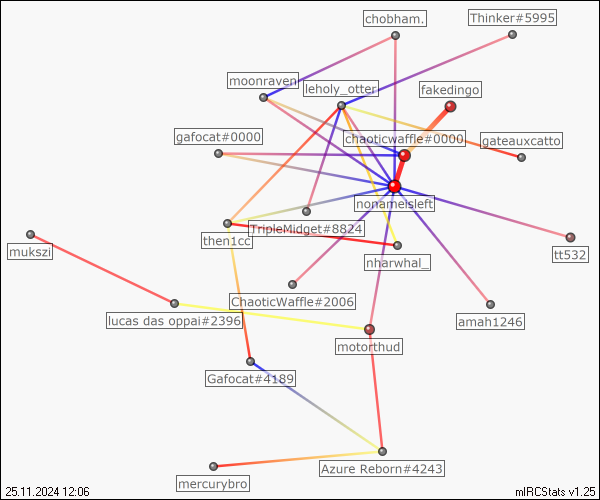 chobham.
Thinker#5995
moonraven
leholy_otter
fakedingo
gafocat#0000
chaoticwaffle#0000
gateauxcatto
nonameisleft
TripleMidget#8824
then1cc
mukszi
nharwhal_
tt532
ChaoticWaffle#2006
lucas das oppai#2396
amah1246
motorthud
Gafocat#4189
Azure Reborn#4243
mercurybro
25.11.2024 12:06
mIRCStats v1.25